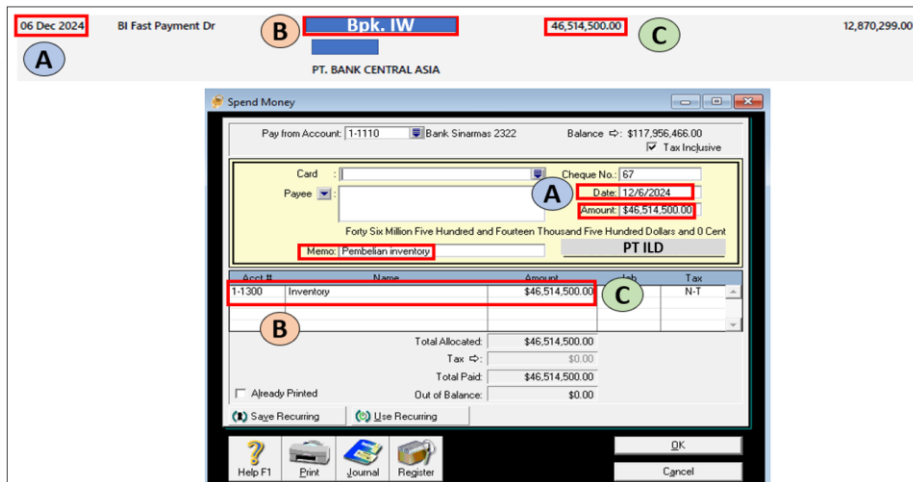 06 Dec 2024 BI Fast Payment Dr B Bpk. IW 46,514,500.00 C 12,870,299.00
A
PT. BANK CENTRAL ASIA
Spend Money
Pay from Account: 1-1110 Bank Sinarmas 2322 Balance ⇨: $117,956,466.00
Tax Inclusive
Card : Cheque No.: 67
Payee : A Date: 12/6/2024
Amount: $46,514,500.00
Forty Six Million Five Hundred and Fourteen Thousand Five Hundred Dollars and 0 Cent
Memo: Pembelian inventory PT ILD
Acct # Name Amount Job Tax
1-1300 Inventory $46,514,500.00 C N-T
B
Total Allocated: $46,514,500.00
Tax ⇨: $0.00
Total Paid: $46,514,500.00
Already Printed Out of Balance: $0.00
Save Recurring Use Recurring
Help F1 Print Journal Register OK
Cancel